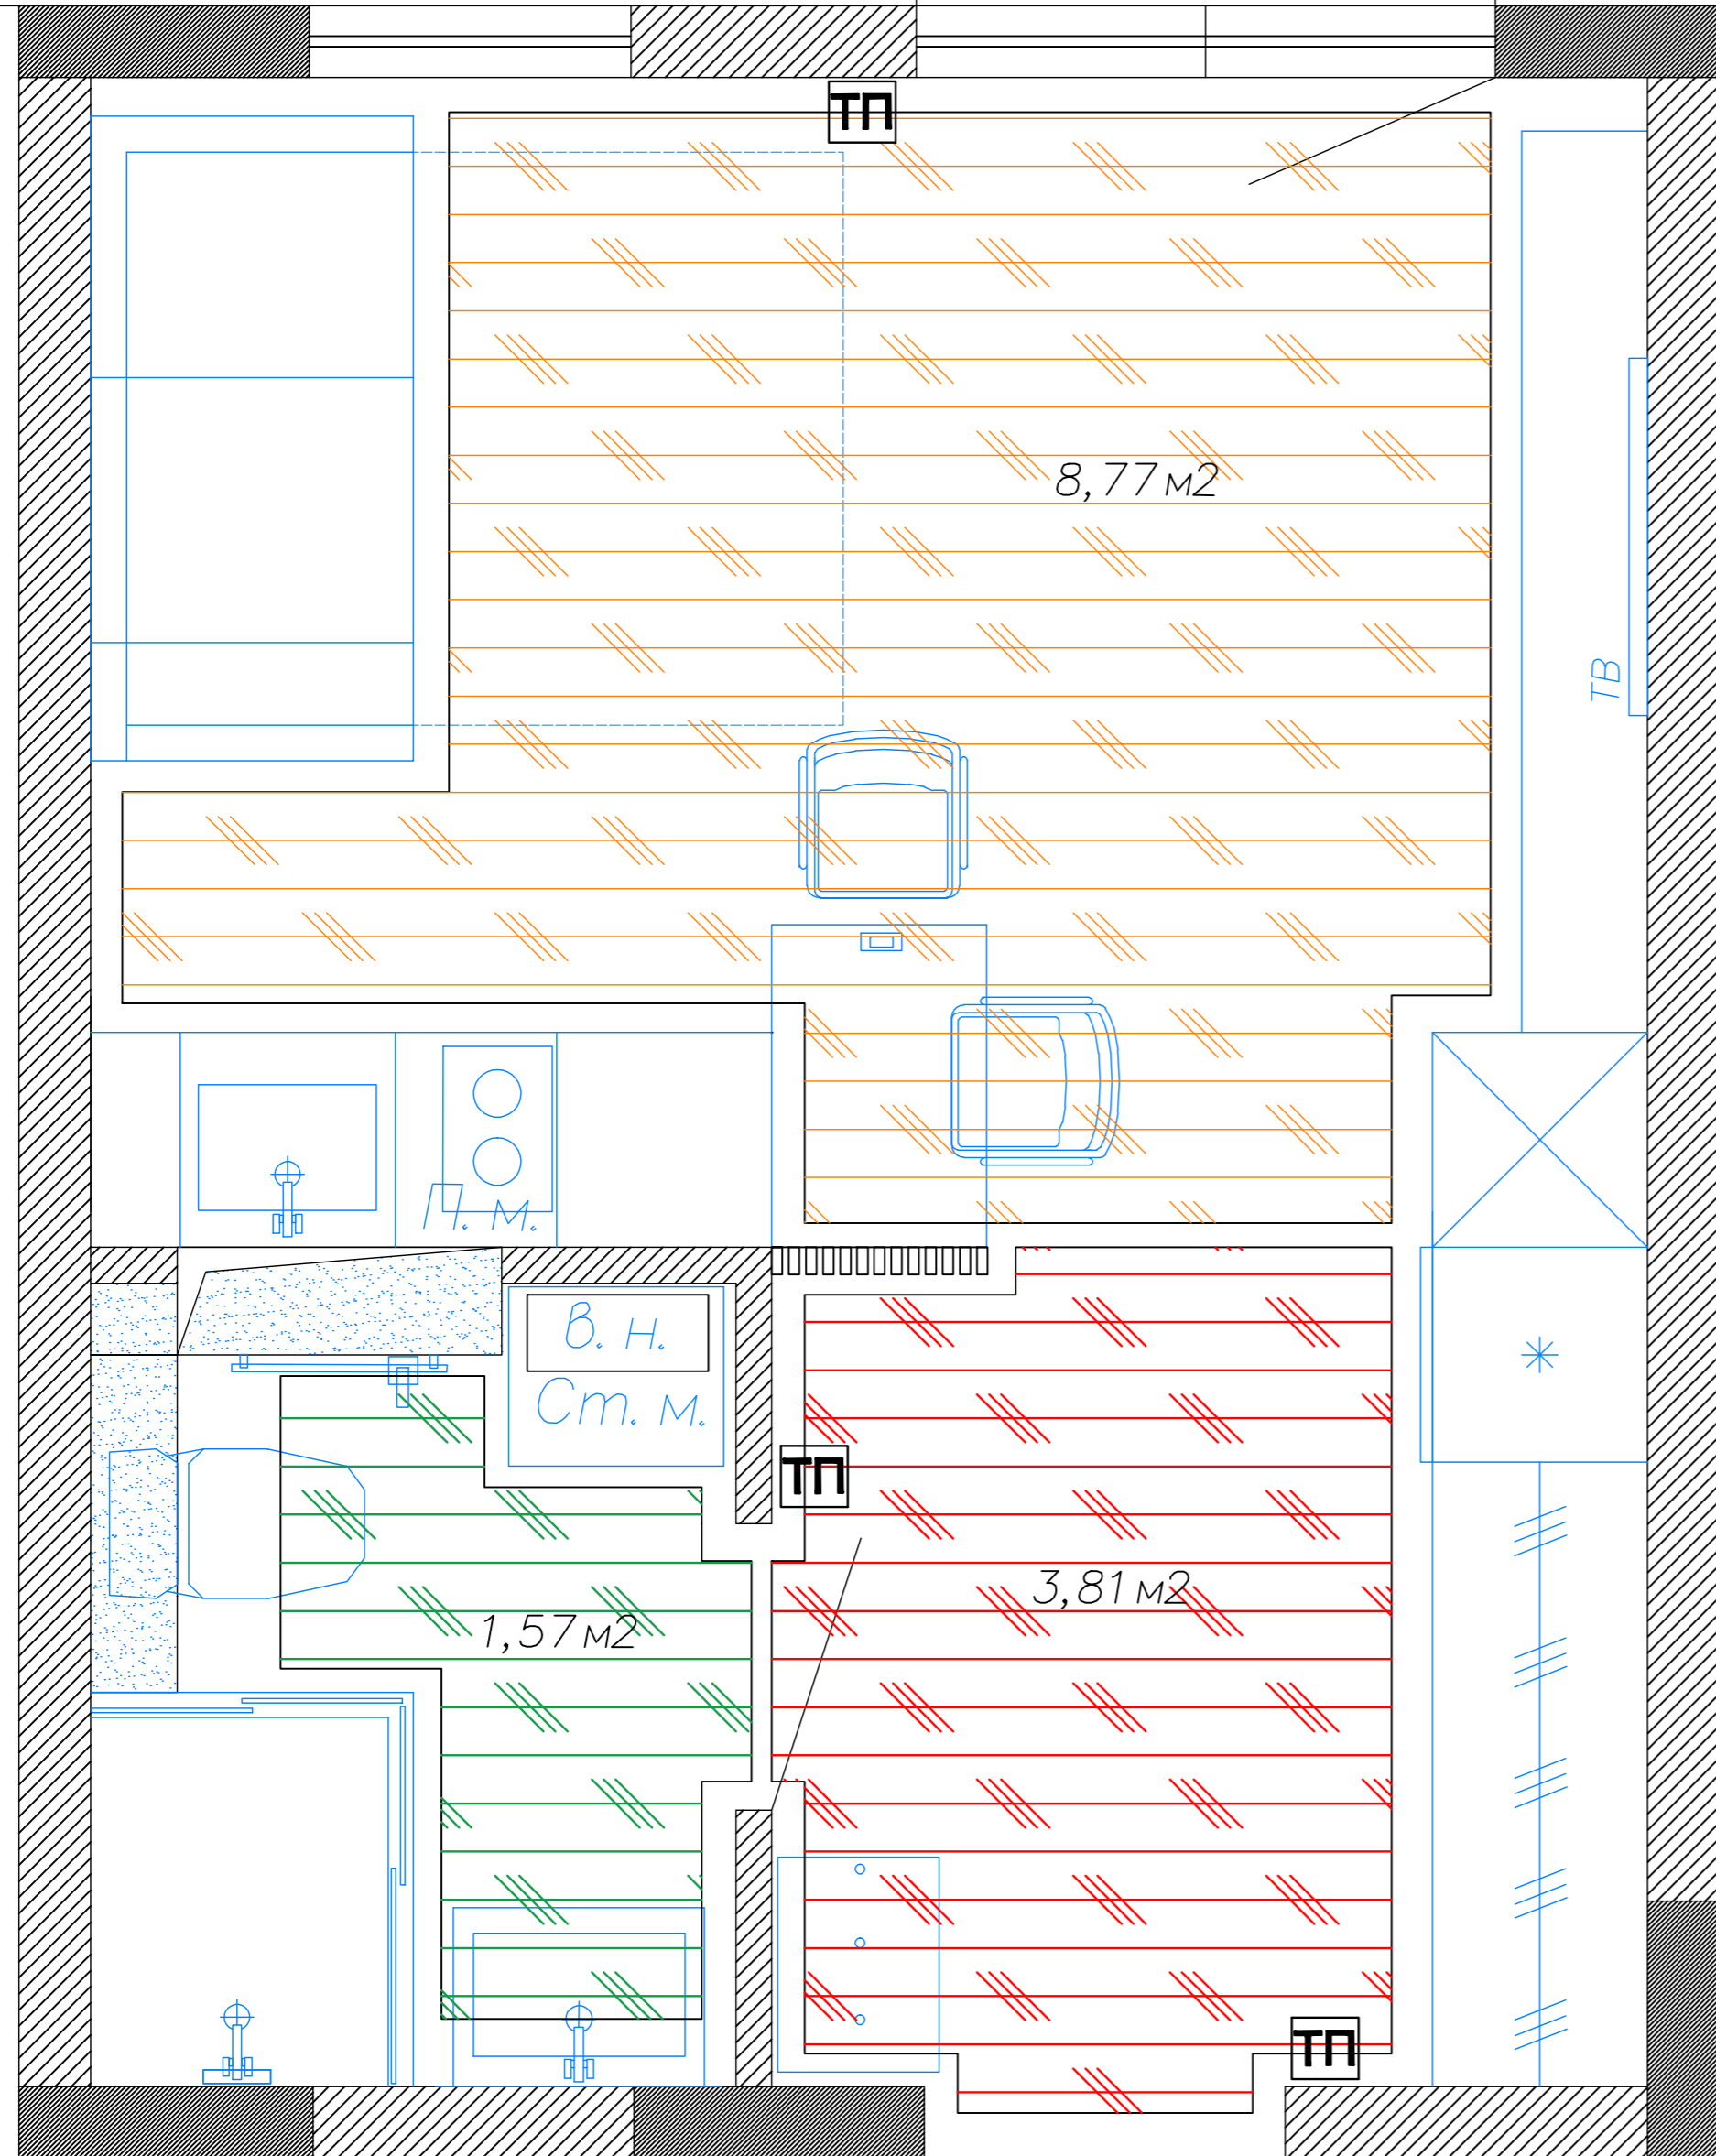 ТП
8,77м2
ТВ
П.м.
В.н.
Ст.м.
ТП
3,81м2
1,57м2
ТП